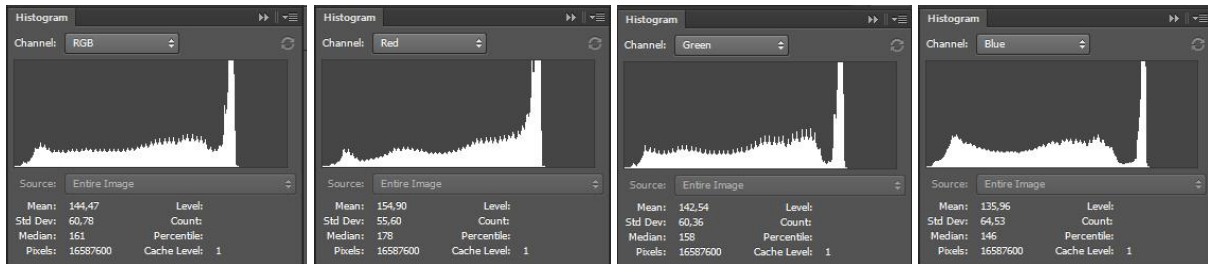 Histogram
Channel: RGB
Source: Entire Image
Mean: 144,47 Level:
Std Dev: 60,78 Count:
Median: 161 Percentile:
Pixels: 16587600 Cache Level: 1
Histogram
Channel: Red
Source: Entire Image
Mean: 154,90 Level:
Std Dev: 55,60 Count:
Median: 178 Percentile:
Pixels: 16587600 Cache Level: 1
Histogram
Channel: Green
Source: Entire Image
Mean: 142,54 Level:
Std Dev: 60,36 Count:
Median: 158 Percentile:
Pixels: 16587600 Cache Level: 1
Histogram
Channel: Blue
Source: Entire Image
Mean: 135,96 Level:
Std Dev: 64,53 Count:
Median: 146 Percentile:
Pixels: 16587600 Cache Level: 1